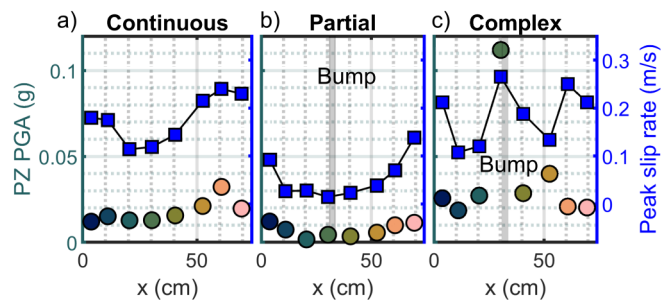 a) Continuous
b) Partial
c) Complex
PZ PGA (g)
0.1
0.05
0
Bump
Bump
0.3
0.2
0.1
0
Peak slip rate (m/s)
0
50
0
50
0
50
x (cm)
x (cm)
x (cm)